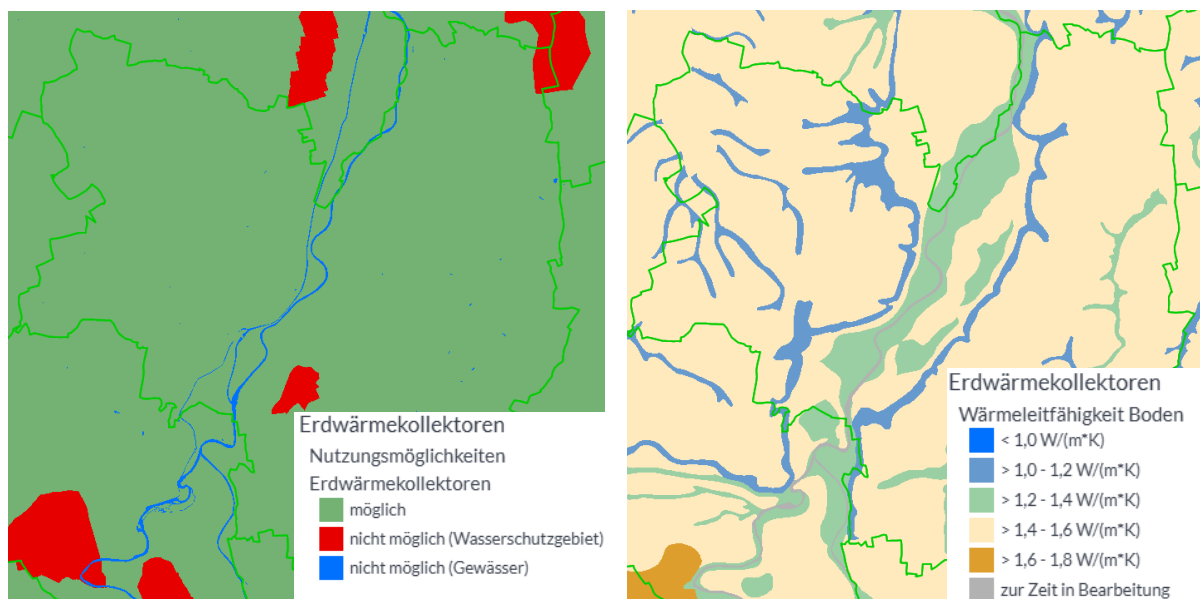 Erdwärmekollektoren
Nutzungsmöglichkeiten
Erdwärmekollektoren
möglich
nicht möglich (Wasserschutzgebiet)
nicht möglich (Gewässer)
Erdwärmekollektoren
Wärmeleitfähigkeit Boden
< 1,0 W/(m*K)
> 1,0 - 1,2 W/(m*K)
> 1,2 - 1,4 W/(m*K)
> 1,4 - 1,6 W/(m*K)
> 1,6 - 1,8 W/(m*K)
zur Zeit in Bearbeitung